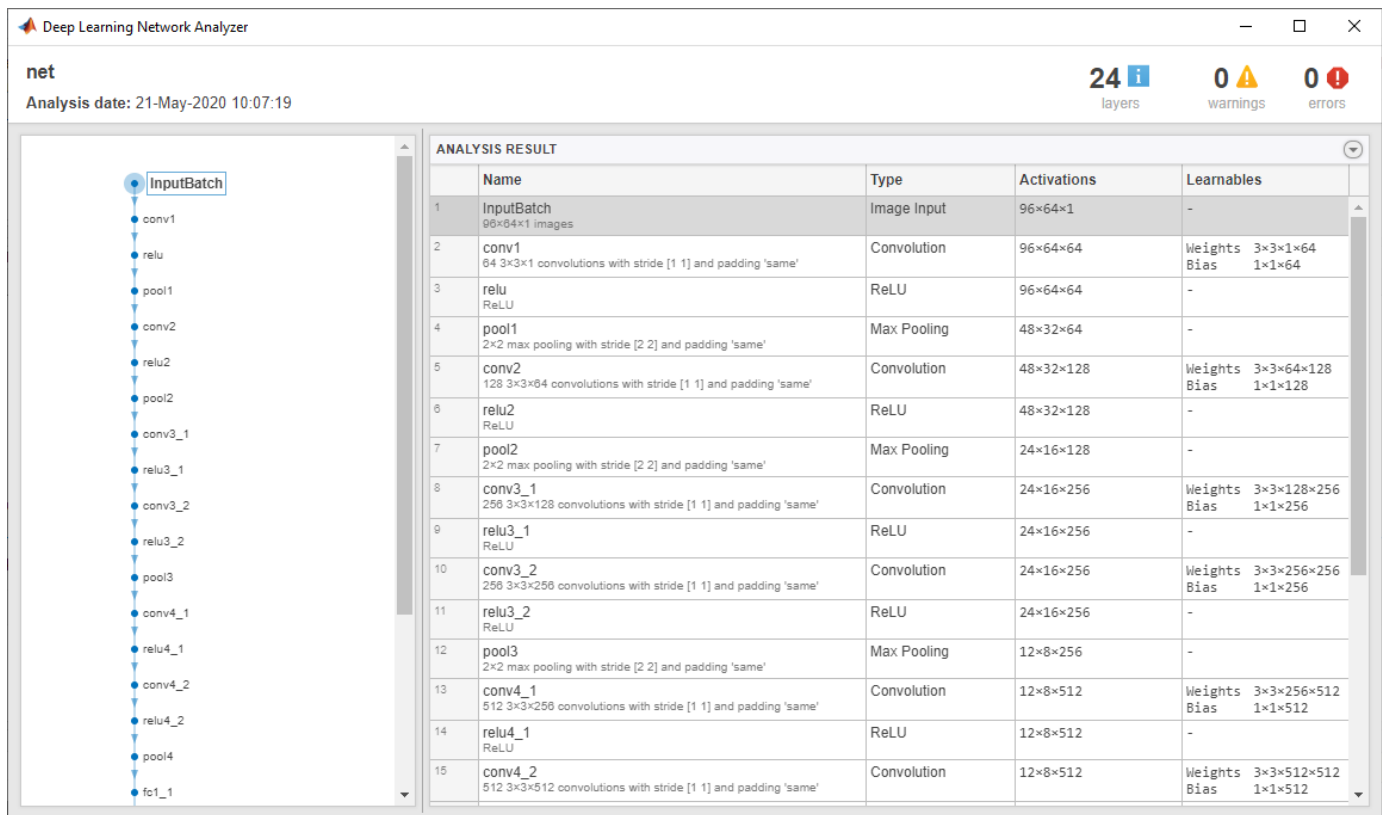 Deep Learning Network Analyzer
net
Analysis date: 21-May-2020 10:07:19
24 layers
0 warnings
0 errors
InputBatch
conv1
relu
pool1
conv2
relu2
pool2
conv3_1
relu3_1
conv3_2
relu3_2
pool3
conv4_1
relu4_1
conv4_2
relu4_2
pool4
fc1_1
ANALYSIS RESULT
Name Type Activations Learnables
1 InputBatch Image Input 96×64×1 -
96×64×1 images
2 conv1 Convolution 96×64×64 Weights 3×3×1×64
64 3×3×1 convolutions with stride [1 1] and padding 'same' Bias 1×1×64
3 relu ReLU 96×64×64 -
ReLU
4 pool1 Max Pooling 48×32×64 -
2×2 max pooling with stride [2 2] and padding 'same'
5 conv2 Convolution 48×32×128 Weights 3×3×64×128
128 3×3×64 convolutions with stride [1 1] and padding 'same' Bias 1×1×128
6 relu2 ReLU 48×32×128 -
ReLU
7 pool2 Max Pooling 24×16×128 -
2×2 max pooling with stride [2 2] and padding 'same'
8 conv3_1 Convolution 24×16×256 Weights 3×3×128×256
256 3×3×128 convolutions with stride [1 1] and padding 'same' Bias 1×1×256
9 relu3_1 ReLU 24×16×256 -
ReLU
10 conv3_2 Convolution 24×16×256 Weights 3×3×256×256
256 3×3×256 convolutions with stride [1 1] and padding 'same' Bias 1×1×256
11 relu3_2 ReLU 24×16×256 -
ReLU
12 pool3 Max Pooling 12×8×256 -
2×2 max pooling with stride [2 2] and padding 'same'
13 conv4_1 Convolution 12×8×512 Weights 3×3×256×512
512 3×3×256 convolutions with stride [1 1] and padding 'same' Bias 1×1×512
14 relu4_1 ReLU 12×8×512 -
ReLU
15 conv4_2 Convolution 12×8×512 Weights 3×3×512×512
512 3×3×512 convolutions with stride [1 1] and padding 'same' Bias 1×1×512